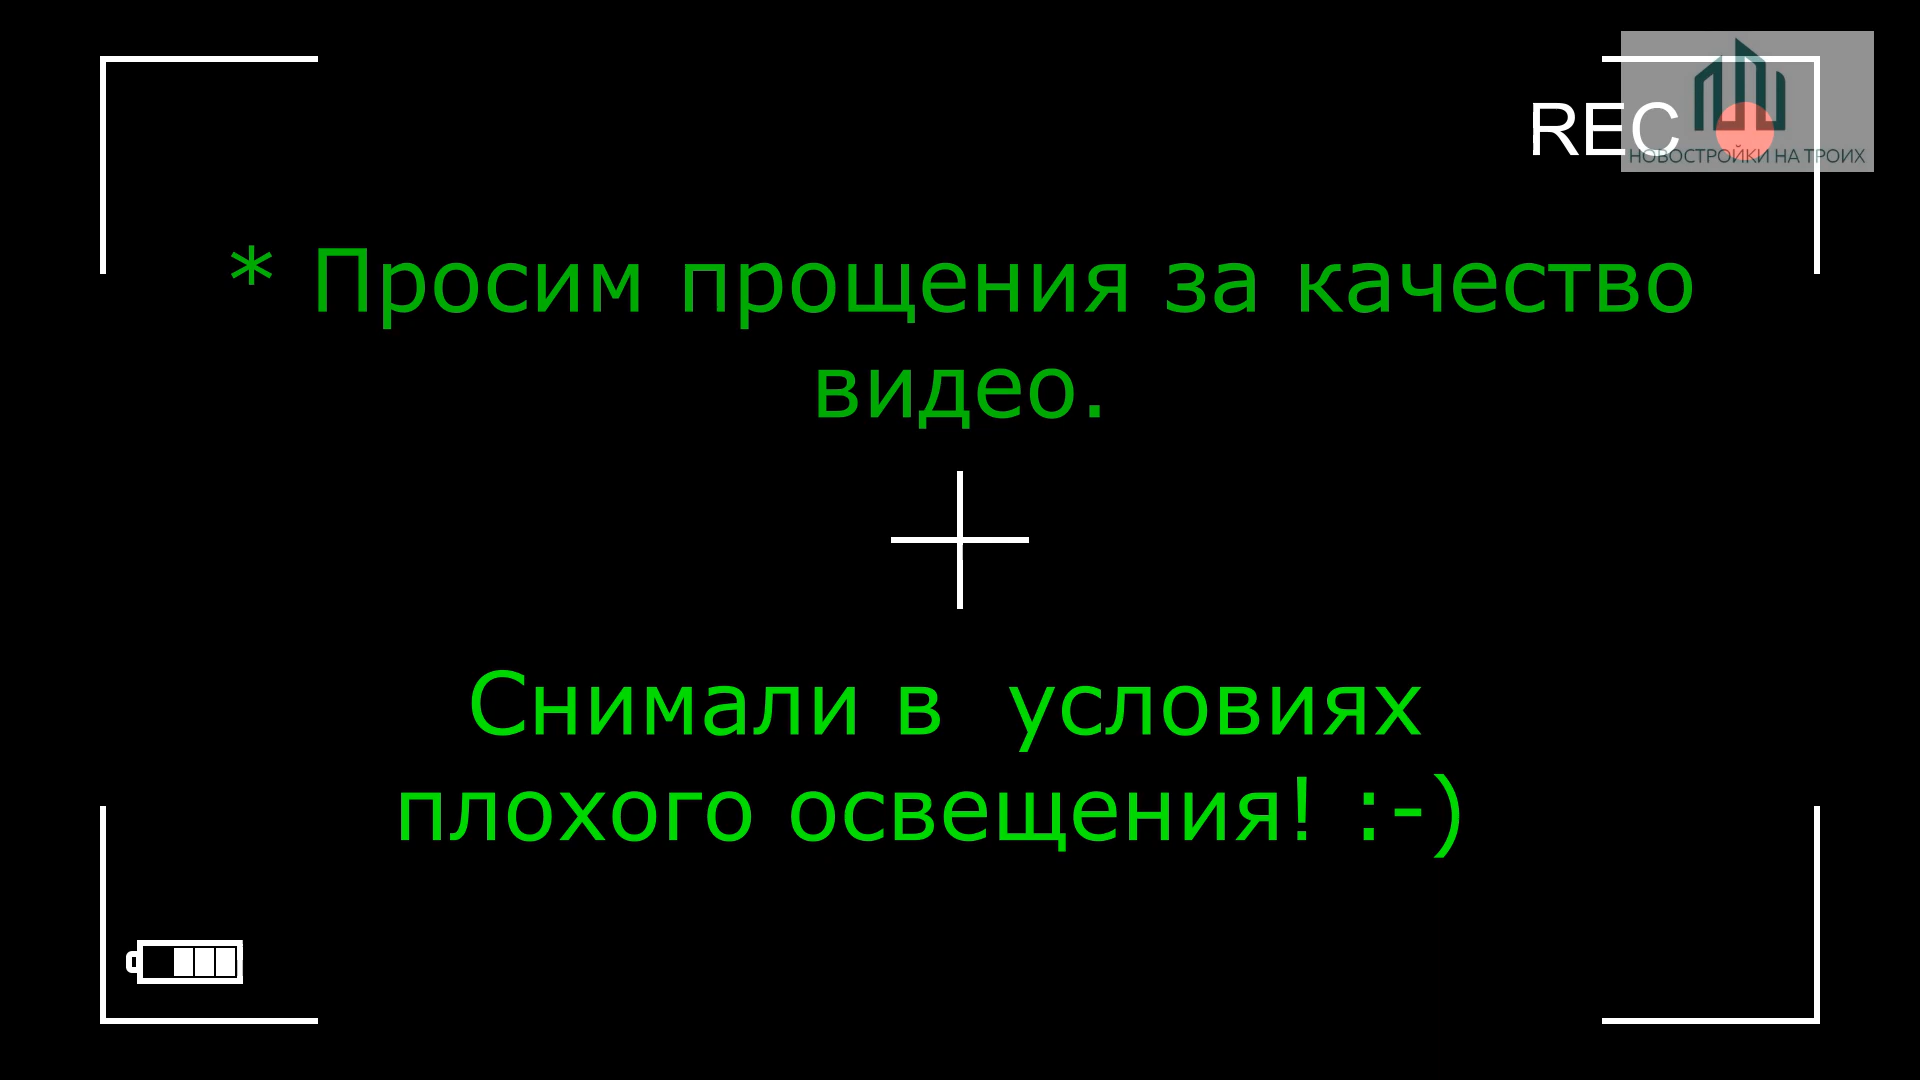 REC
НОВОСТРОЙКИ НА ТРОИХ
* Просим прощения за качество
видео.
Снимали в  условиях
плохого освещения! :-)